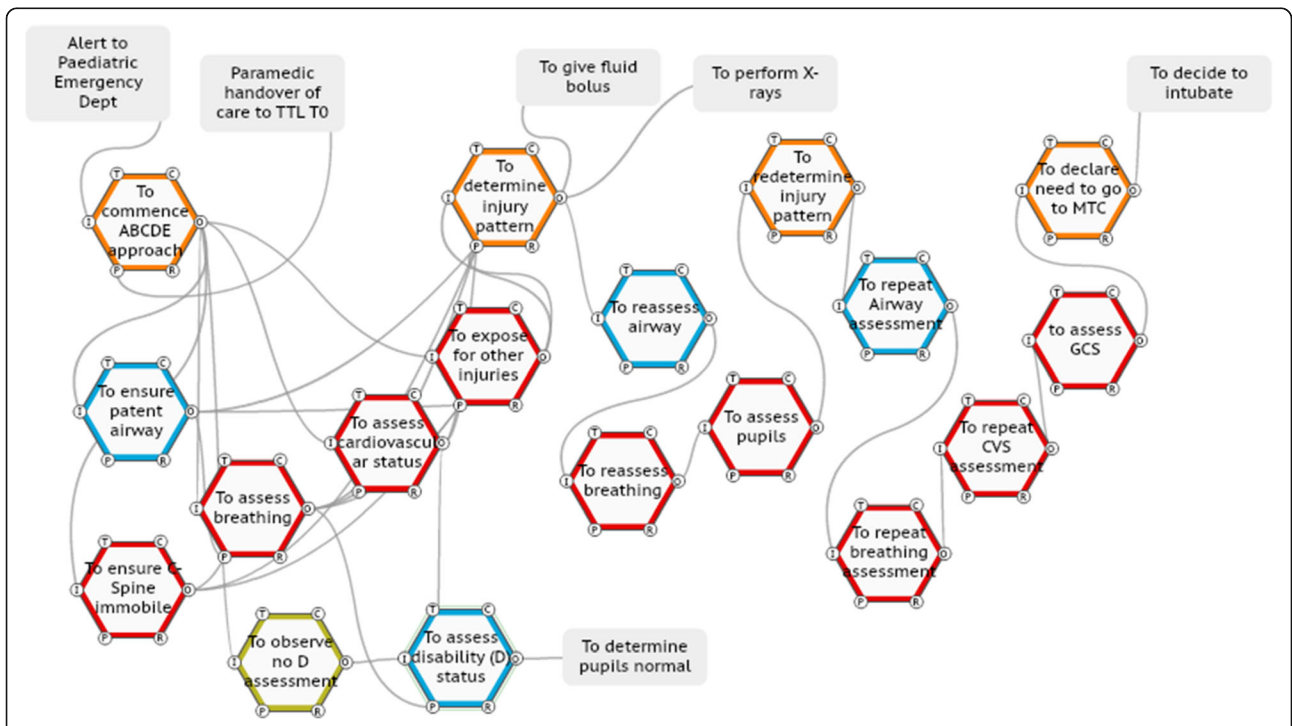 Alert to
Paediatric
Emergency
Dept
Paramedic
handover of
care to TTL T0
To give fluid
bolus
To perform X-
rays
To decide to
intubate
T C
To
commence
ABCDE
approach
I O
P R
T C
To
determine
injury
pattern
I O
P R
T C
To
redetermine
injury
pattern
I O
P R
T C
To declare
need to go
to MTC
I O
P R
T C
To reassess
airway
I O
P R
T C
To repeat
Airway
assessment
I O
P R
T C
To expose
for other
injuries
I O
P R
T C
to assess
GCS
I O
P R
T C
To ensure
patent
airway
I O
P R
T C
To assess
cardiovascul
ar status
I O
P R
T C
To assess
pupils
I O
P R
T C
To repeat
CVS
assessment
I O
P R
T C
To assess
breathing
I O
P R
T C
To reassess
breathing
I O
P R
T C
To repeat
breathing
assessment
I O
P R
T C
To ensure C-
Spine
immobile
I O
P R
T C
To observe
no D
assessment
I O
P R
T C
To assess
disability (D)
status
I O
P R
To determine
pupils normal